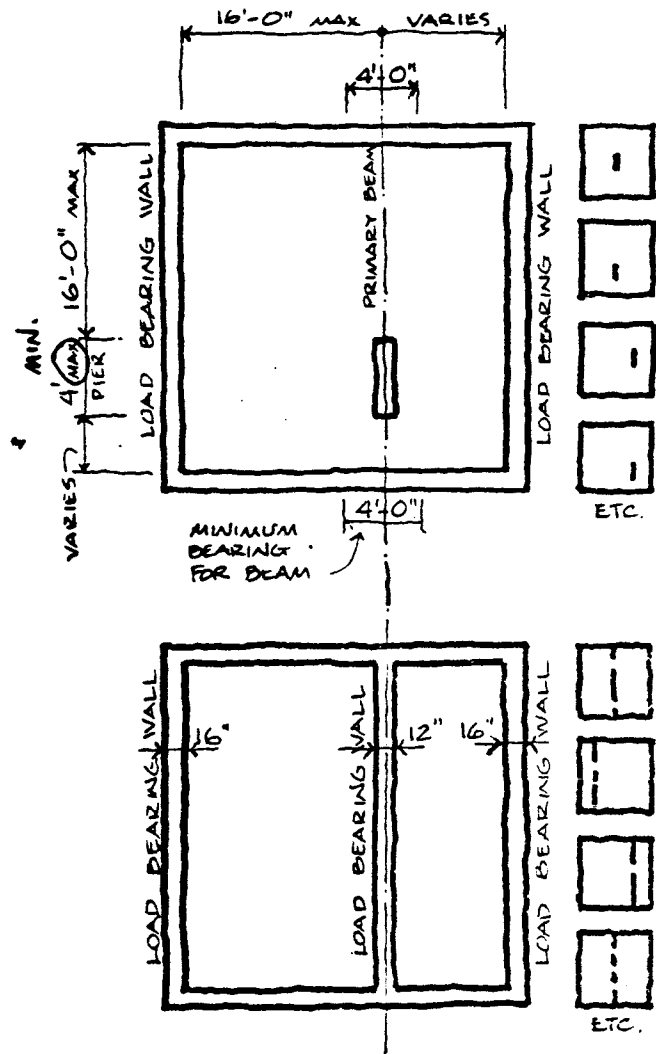 16'-0" MAX
VARIES
4'-0"
LOAD BEARING WALL
PRIMARY BEAM
LOAD BEARING WALL
16'-0" MAX
MIN.
4' MAX
PIER
VARIES
4'-0"
MINIMUM
BEARING
FOR BEAM
ETC.
LOAD BEARING WALL
16"
LOAD BEARING WALL
12"
16"
LOAD BEARING WALL
ETC.